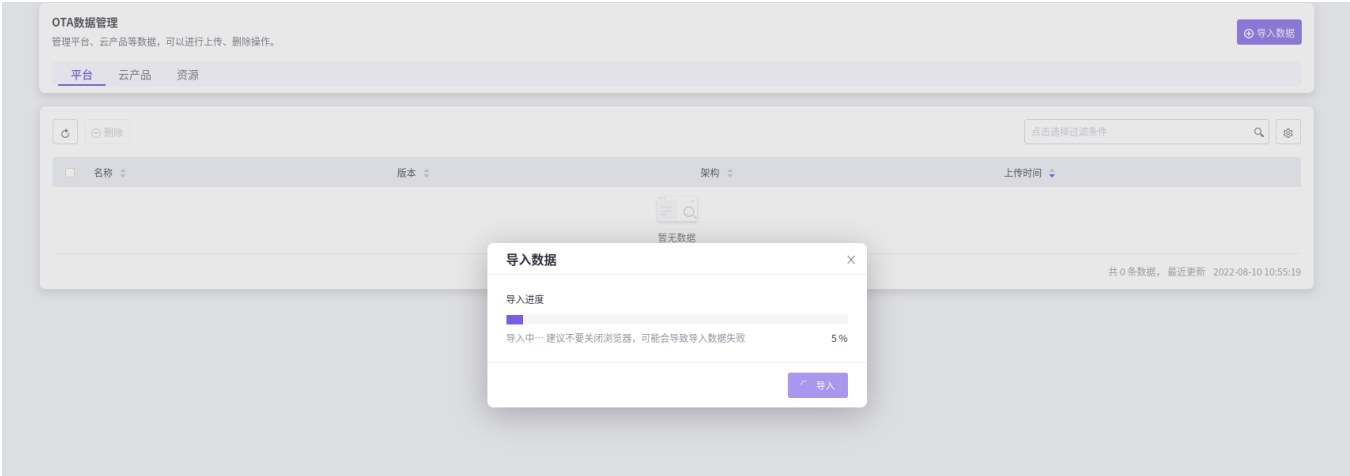 OTA数据管理
管理平台、云产品等数据，可以进行上传、删除操作。
导入数据
平台 云产品 资源
删除
点击选择过滤条件
名称 版本 架构 上传时间
暂无数据
共 0 条数据， 最近更新 2022-08-10 10:55:19
导入数据
导入进度
导入中… 建议不要关闭浏览器，可能会导致导入数据失败 5 %
导入